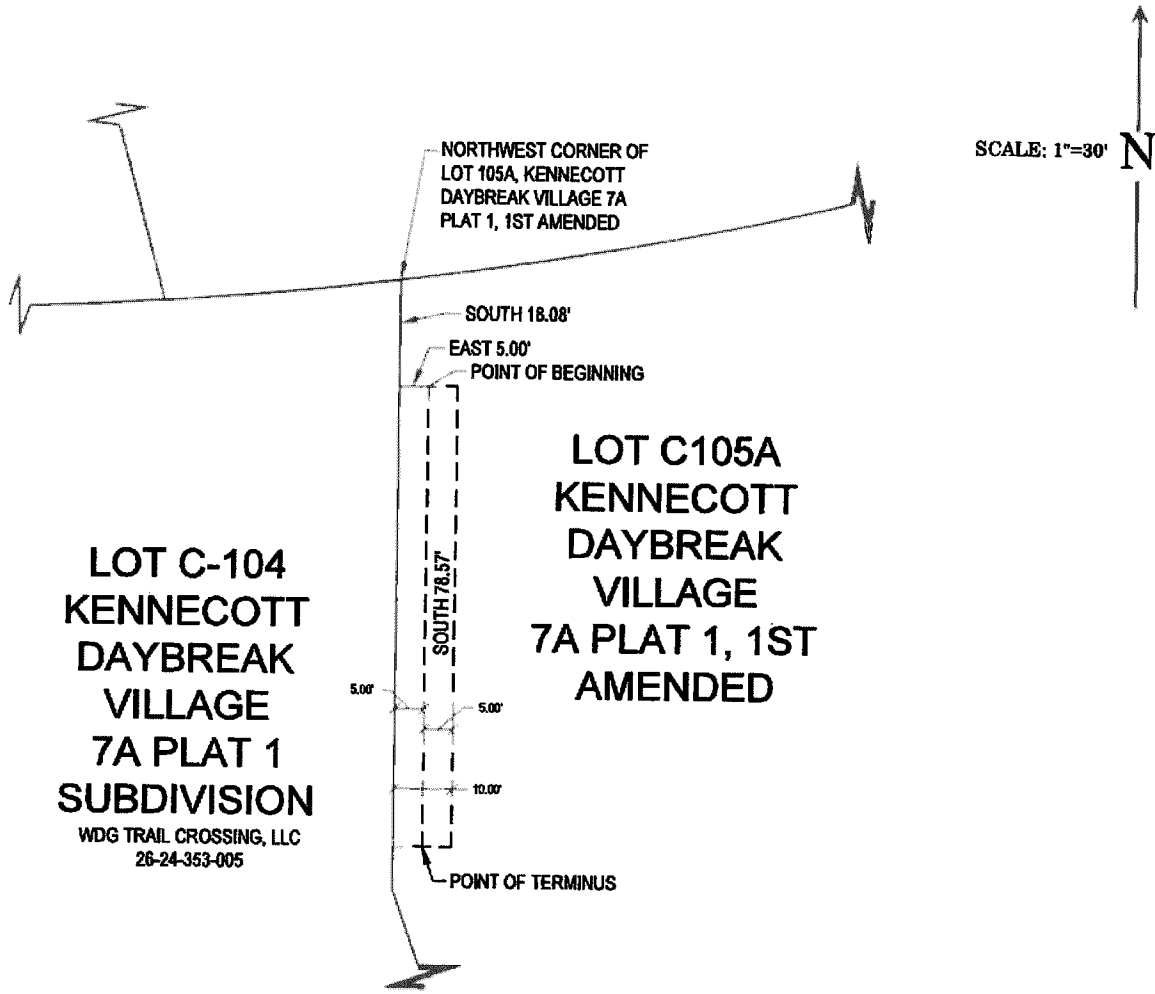 NORTHWEST CORNER OF
LOT 105A, KENNECOTT
DAYBREAK VILLAGE 7A
PLAT 1, 1ST AMENDED
SCALE: 1"=30'
N
SOUTH 18.08'
EAST 5.00'
POINT OF BEGINNING
LOT C105A
KENNECOTT
DAYBREAK
VILLAGE
7A PLAT 1, 1ST
AMENDED
SOUTH 78.57'
LOT C-104
KENNECOTT
DAYBREAK
VILLAGE
7A PLAT 1
SUBDIVISION
WDG TRAIL CROSSING, LLC
26-24-353-005
5.00'
5.00'
10.00'
POINT OF TERMINUS